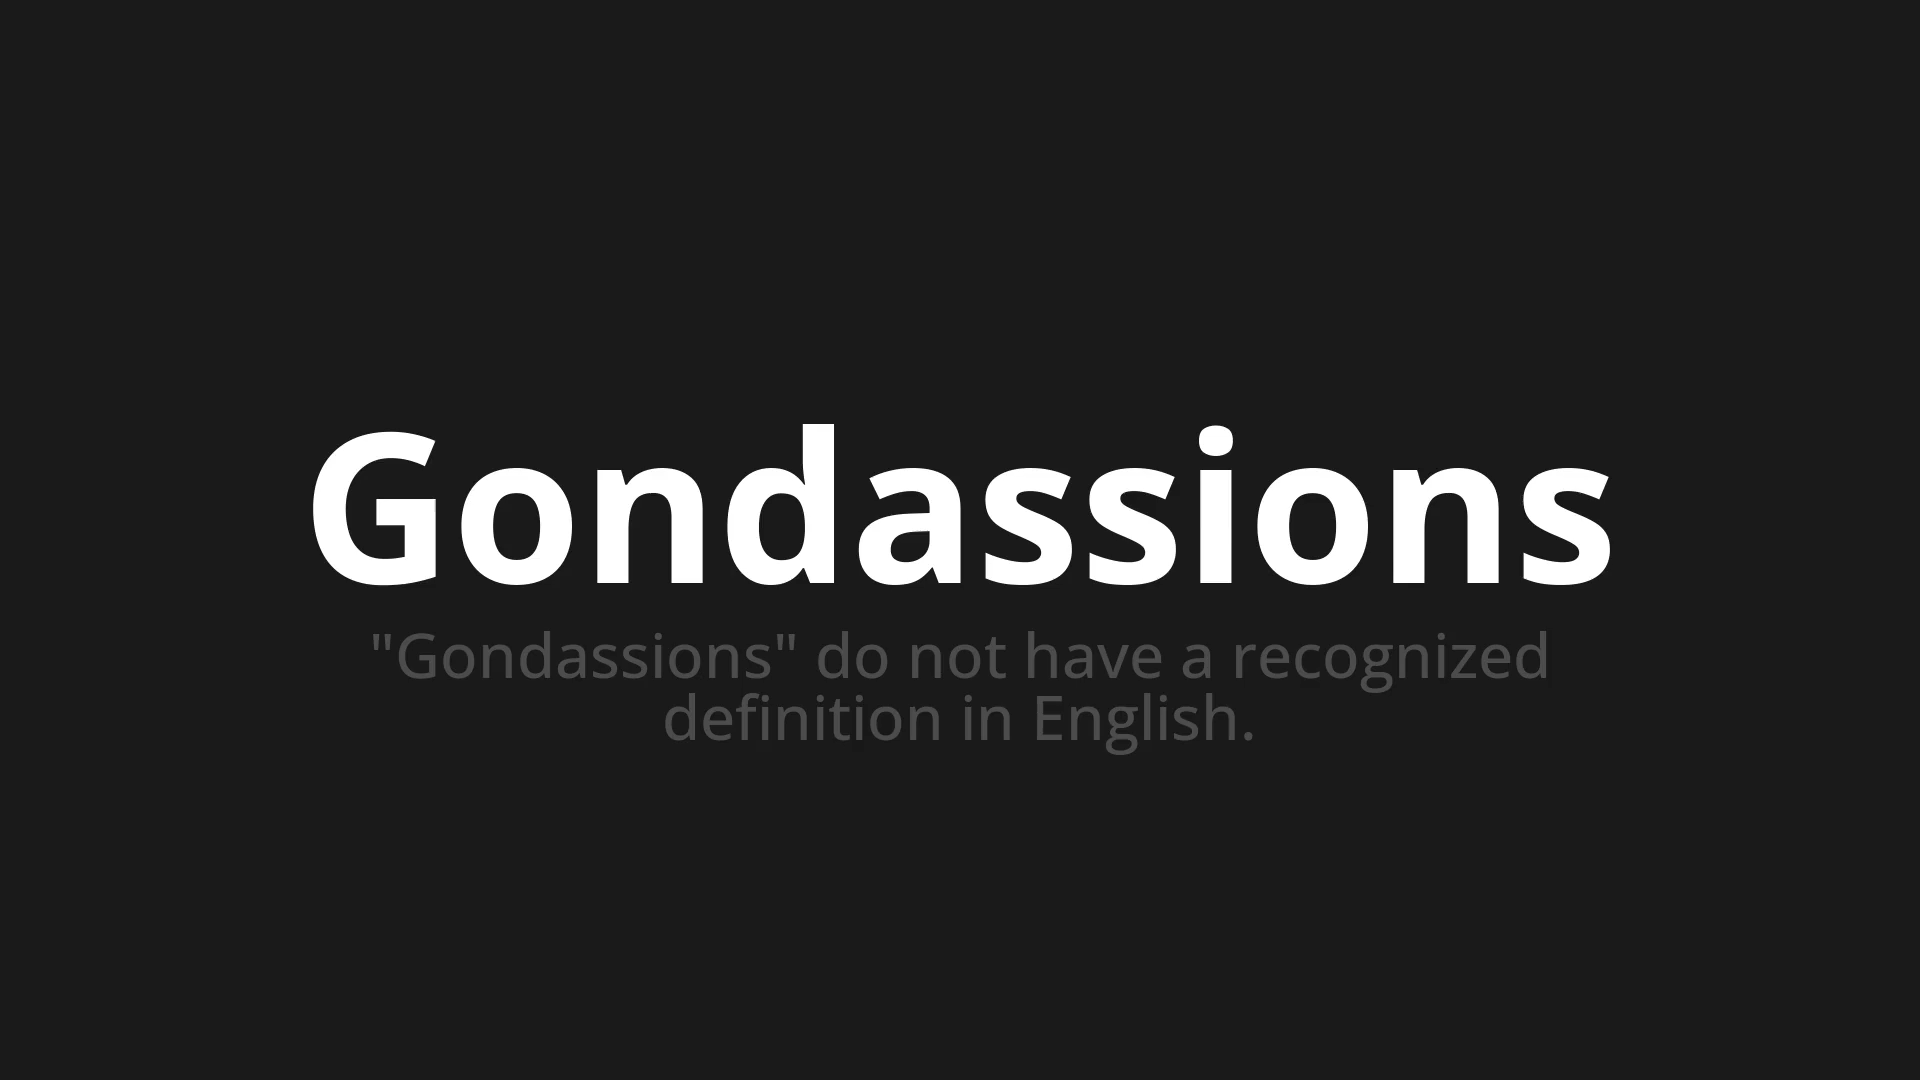 Gondassions
"Gondassions" do not have a recognized
definition in English.